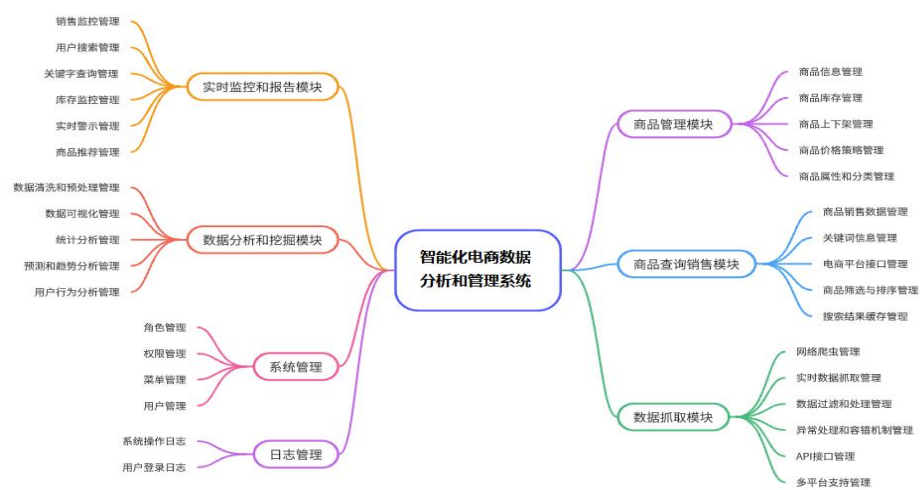 智能化电商数据
分析和管理系统
实时监控和报告模块
销售监控管理
用户搜索管理
关键字查询管理
库存监控管理
实时警示管理
商品推荐管理
数据分析和挖掘模块
数据清洗和预处理管理
数据可视化管理
统计分析管理
预测和趋势分析管理
用户行为分析管理
系统管理
角色管理
权限管理
菜单管理
用户管理
日志管理
系统操作日志
用户登录日志
商品管理模块
商品信息管理
商品库存管理
商品上下架管理
商品价格策略管理
商品属性和分类管理
商品查询销售模块
商品销售数据管理
关键词信息管理
电商平台接口管理
商品筛选与排序管理
搜索结果缓存管理
数据抓取模块
网络爬虫管理
实时数据抓取管理
数据过滤和处理管理
异常处理和容错机制管理
API接口管理
多平台支持管理